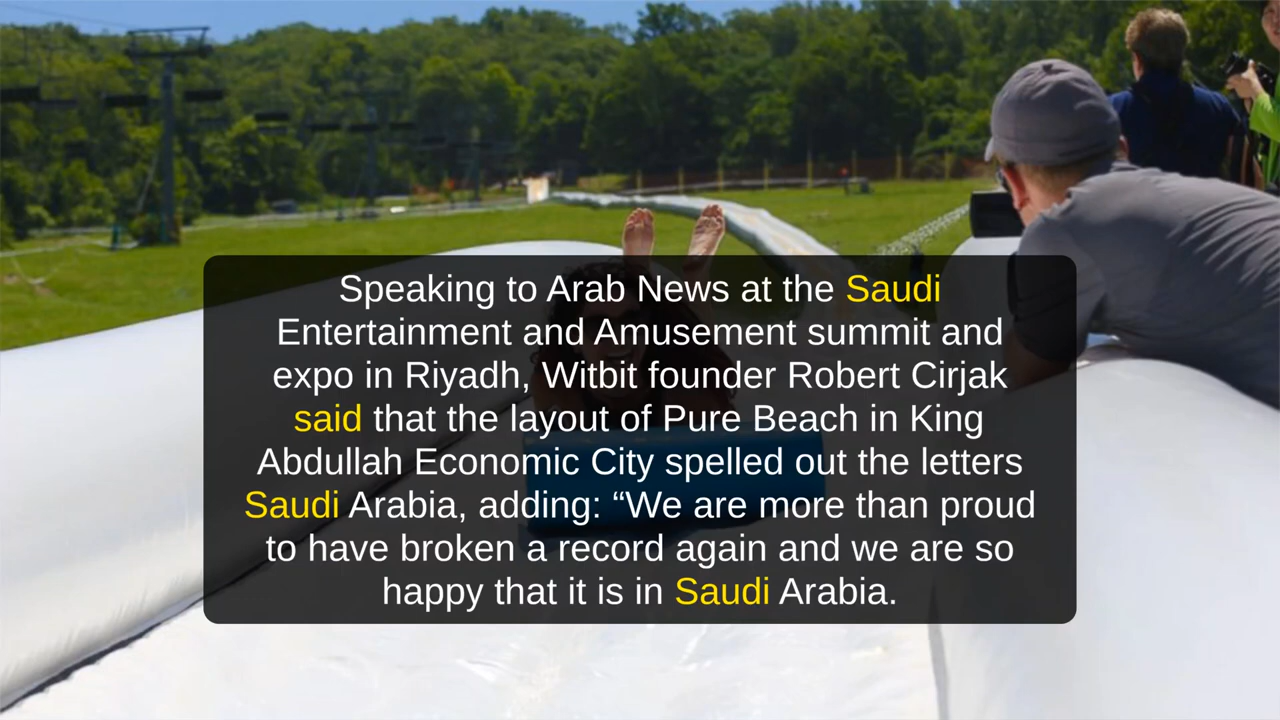 Speaking to Arab News at the Saudi
Entertainment and Amusement summit and
expo in Riyadh, Witbit founder Robert Cirjak
said that the layout of Pure Beach in King
Abdullah Economic City spelled out the letters
Saudi Arabia, adding: “We are more than proud
to have broken a record again and we are so
happy that it is in Saudi Arabia.